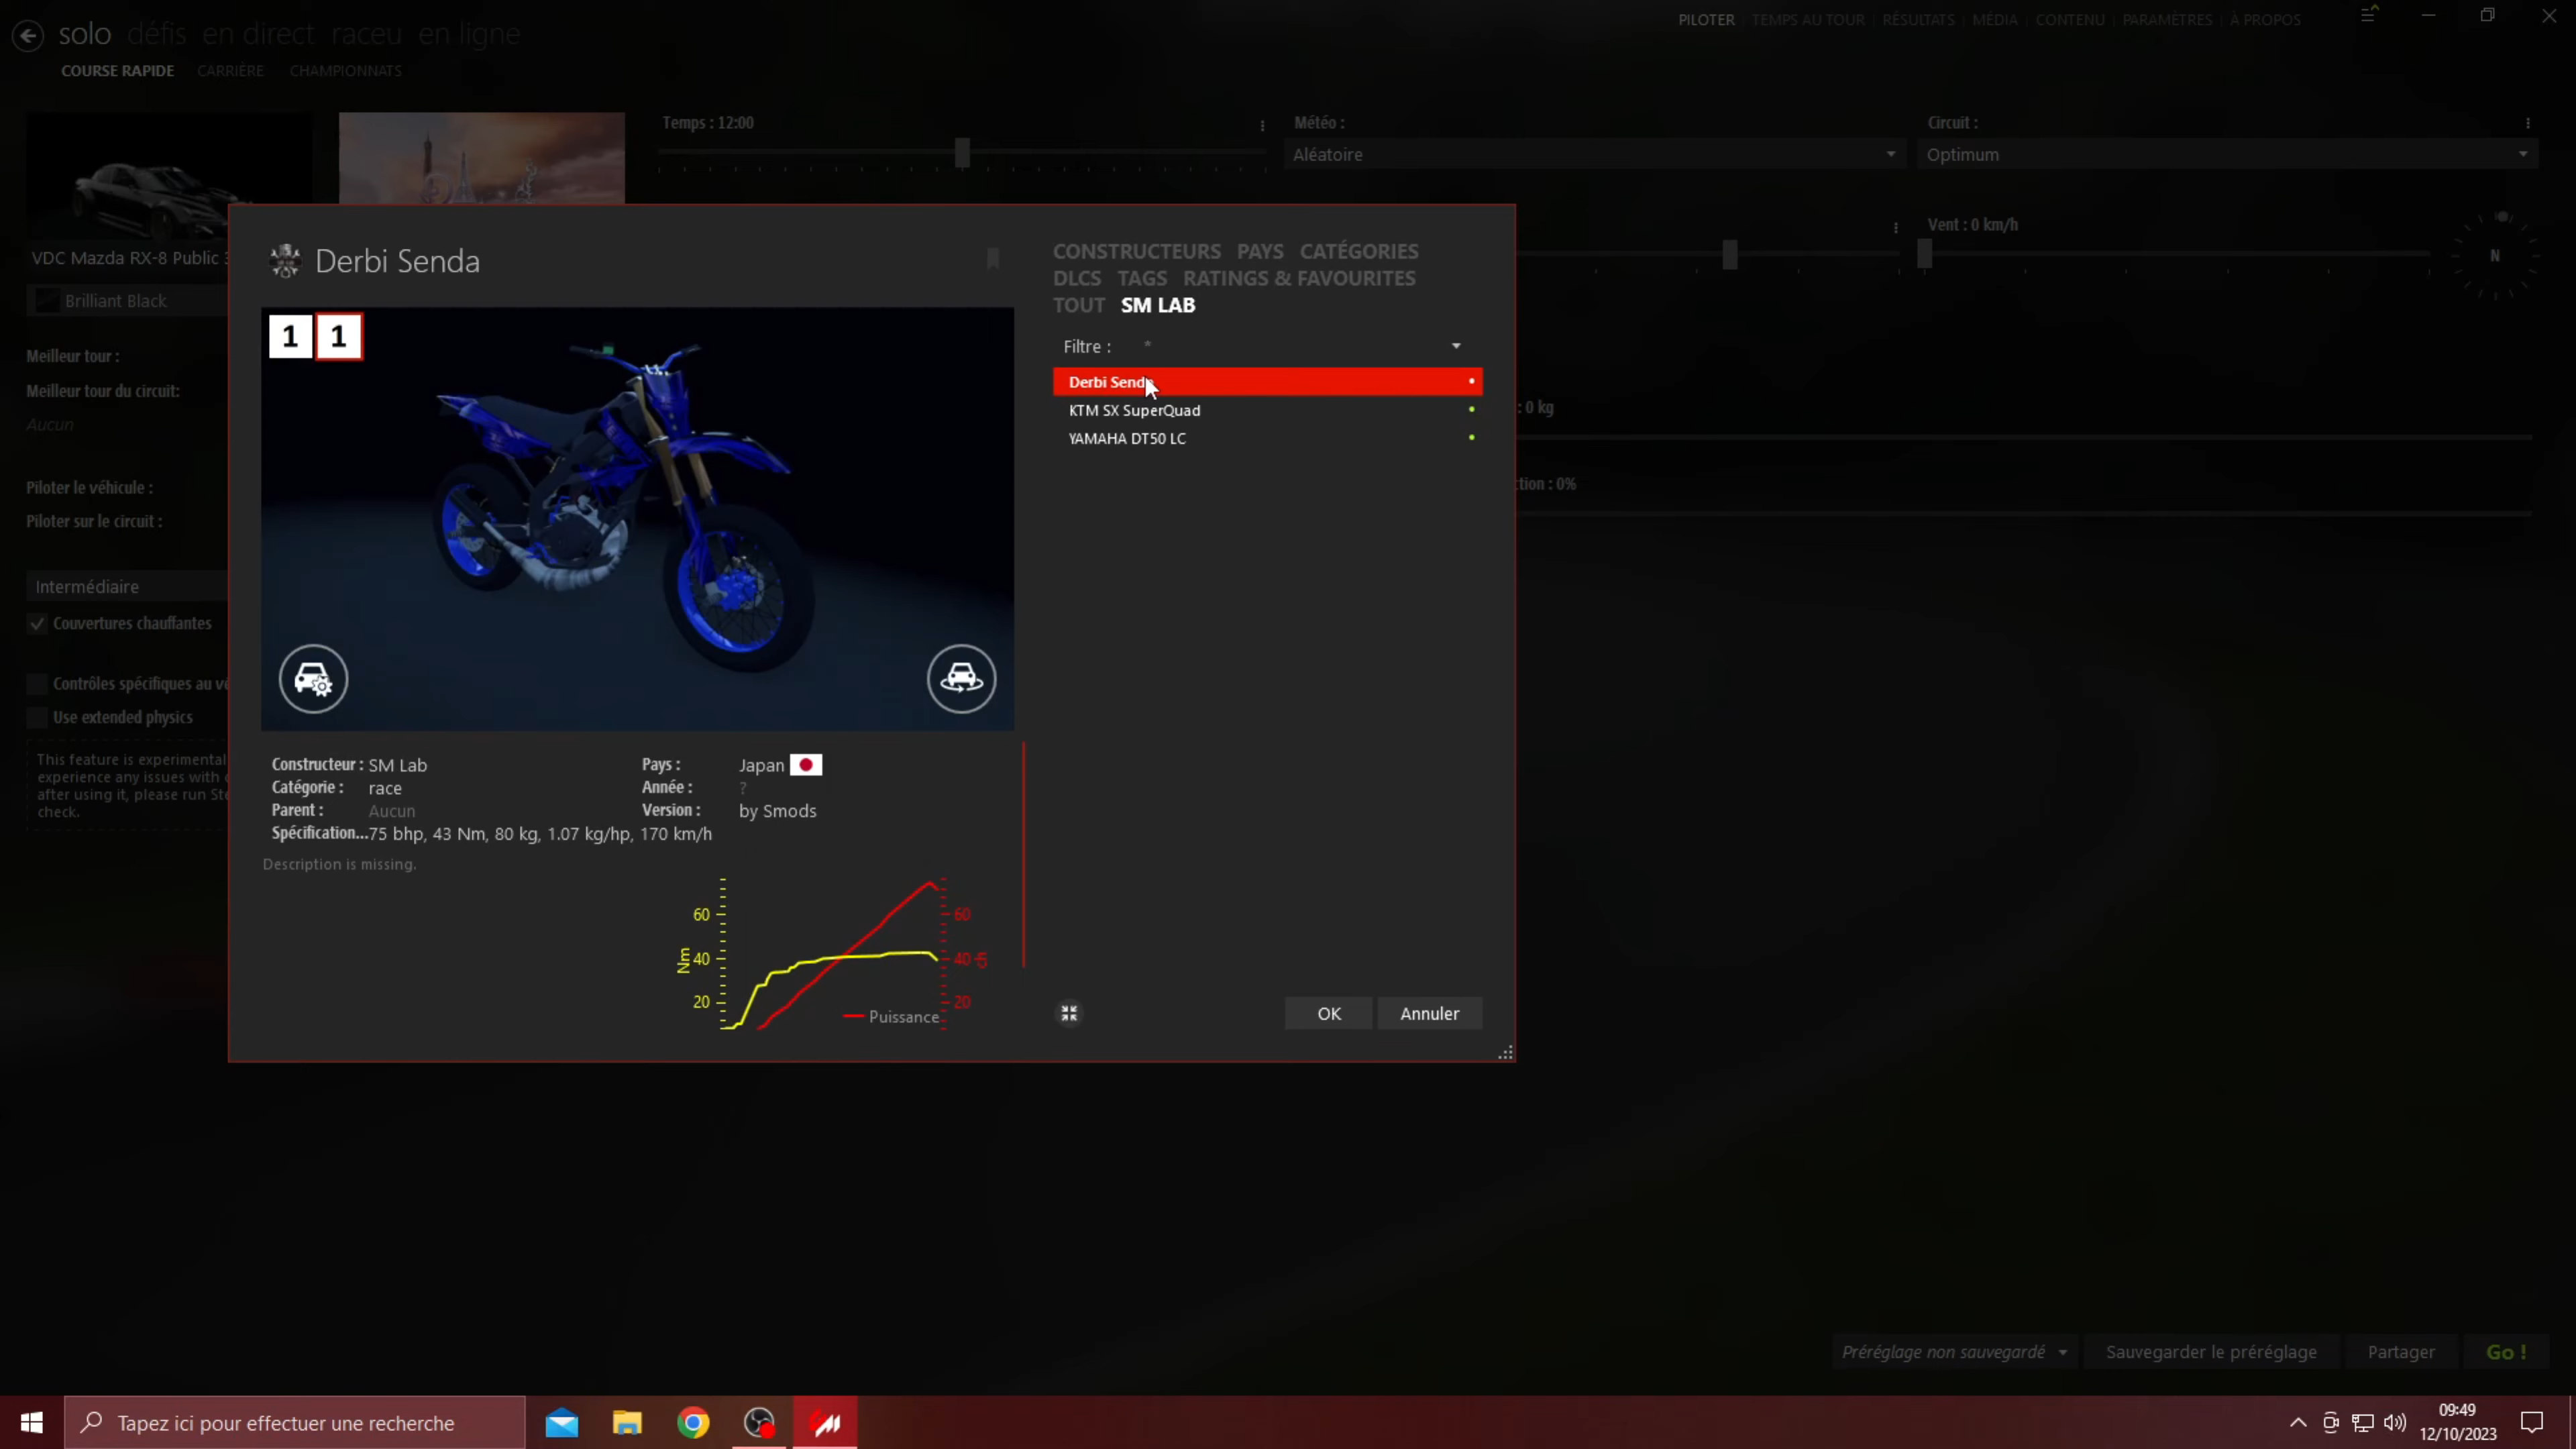 solo défis en direct raceu en ligne
PILOTER TEMPS AU TOUR RÉSULTATS MÉDIA CONTENU PARAMÈTRES À PROPOS
COURSE RAPIDE CARRIÈRE CHAMPIONNATS
Temps : 12:00
Météo :
Circuit :
Aléatoire
Optimum
Vent : 0 km/h
N
VDC Mazda RX-8 Public
Brilliant Black
Meilleur tour :
Meilleur tour du circuit:
Aucun
Piloter le véhicule :
Piloter sur le circuit :
Intermédiaire
Couvertures chauffantes
Contrôles spécifiques au
Use extended physics
This feature is experimental
experience any issues with
after using it, please run
check.
: 0 kg
: 0%
Derbi Senda
1 1
CONSTRUCTEURS PAYS CATÉGORIES
DLCS TAGS RATINGS & FAVOURITES
TOUT SM LAB
Filtre : *
Derbi Senda
KTM SX SuperQuad
YAMAHA DT50 LC
Constructeur : SM Lab
Pays : Japan
Catégorie : race
Année : ?
Parent : Aucun
Version : by Smods
Spécification... 75 bhp, 43 Nm, 80 kg, 1.07 kg/hp, 170 km/h
Description is missing.
60 60
Nm 40 40
20 20
Puissance
OK Annuler
Préréglage non sauvegardé Sauvegarder le préréglage Partager Go !
Tapez ici pour effectuer une recherche
09:49
12/10/2023